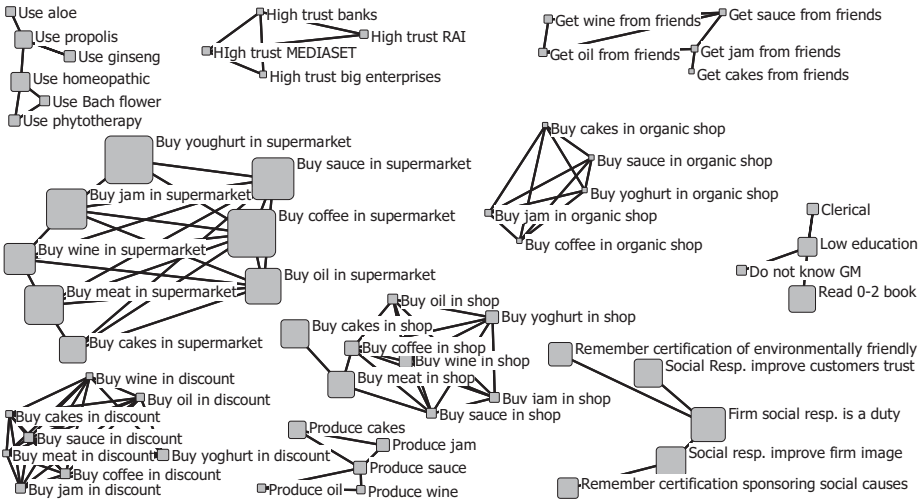 Use aloe
Use propolis
Use ginseng
Use homeopathic
Use Bach flower
Use phytotherapy
High trust banks
High trust RAI
HIgh trust MEDIASET
High trust big enterprises
Get wine from friends
Get sauce from friends
Get oil from friends
Get jam from friends
Get cakes from friends
Buy youghurt in supermarket
Buy sauce in supermarket
Buy jam in supermarket
Buy coffee in supermarket
Buy wine in supermarket
Buy oil in supermarket
Buy meat in supermarket
Buy cakes in supermarket
Buy cakes in organic shop
Buy sauce in organic shop
Buy yoghurt in organic shop
Buy jam in organic shop
Buy coffee in organic shop
Clerical
Low education
Do not know GM
Read 0-2 book
Buy oil in shop
Buy yoghurt in shop
Buy cakes in shop
Buy coffee in shop
Buy wine in shop
Buy meat in shop
Buy jam in shop
Buy sauce in shop
Remember certification of environmentally friendly
Social Resp. improve customers trust
Firm social resp. is a duty
Social resp. improve firm image
Remember certification sponsoring social causes
Buy wine in discount
Buy oil in discount
Buy cakes in discount
Buy sauce in discount
Buy meat in discount
Buy yoghurt in discount
Buy coffee in discount
Buy jam in discount
Produce cakes
Produce jam
Produce sauce
Produce oil
Produce wine